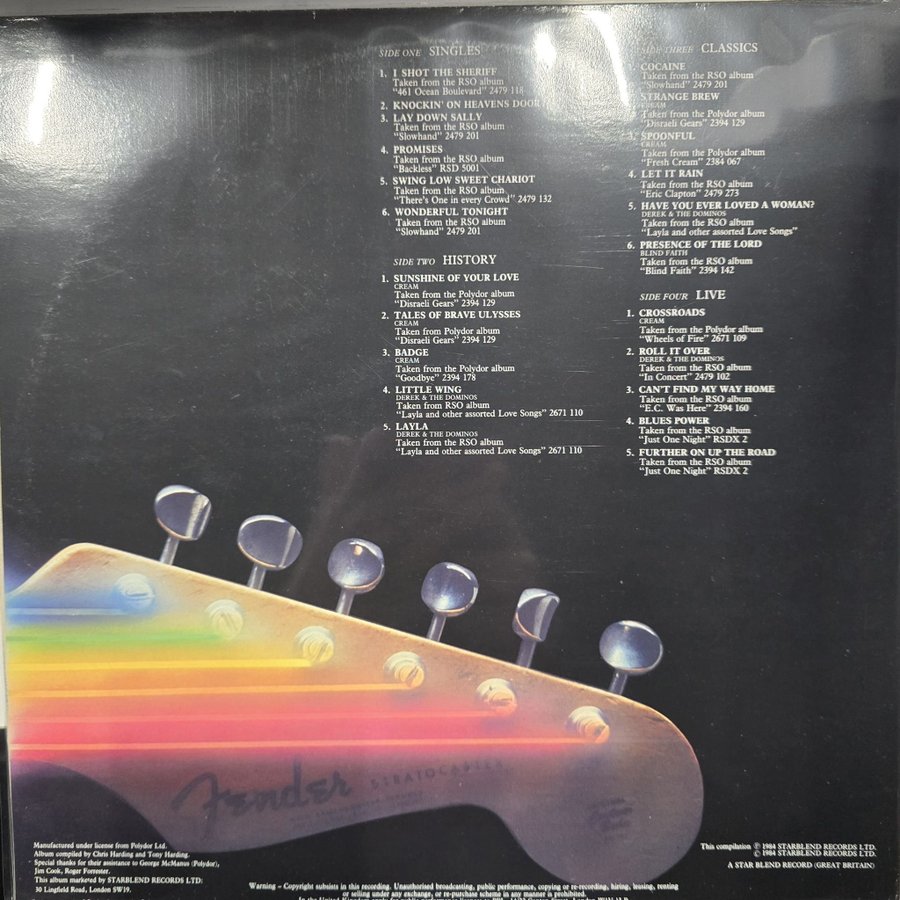 SIDE ONE SINGLES
1. I SHOT THE SHERIFF
Taken from the RSO album
"461 Ocean Boulevard" 2479 118
2. KNOCKIN' ON HEAVENS DOOR
3. LAY DOWN SALLY
Taken from the RSO album
"Slowhand" 2479 201
4. PROMISES
Taken from the RSO album
"Backless" RSD 5001
5. SWING LOW SWEET CHARIOT
Taken from the RSO album
"There's One in every Crowd" 2479 132
6. WONDERFUL TONIGHT
Taken from the RSO album
"Slowhand" 2479 201
SIDE TWO HISTORY
1. SUNSHINE OF YOUR LOVE
CREAM
Taken from the Polydor album
"Disraeli Gears" 2394 129
2. TALES OF BRAVE ULYSSES
CREAM
Taken from the Polydor album
"Disraeli Gears" 2394 129
3. BADGE
CREAM
Taken from the Polydor album
"Goodbye" 2394 178
4. LITTLE WING
DEREK & THE DOMINOS
Taken from RSO album
"Layla and other assorted Love Songs" 2671 110
5. LAYLA
DEREK & THE DOMINOS
Taken from the RSO album
"Layla and other assorted Love Songs" 2671 110
SIDE THREE CLASSICS
COCAINE
Taken from the RSO album
"Slowhand" 2479 201
STRANGE BREW
CREAM
Taken from the Polydor album
"Disraeli Gears" 2394 129
3. SPOONFUL
CREAM
Taken from the Polydor album
"Fresh Cream" 2384 067
4. LET IT RAIN
Taken from the RSO album
"Eric Clapton" 2479 273
5. HAVE YOU EVER LOVED A WOMAN?
DEREK & THE DOMINOS
Taken from the RSO album
"Layla and other assorted Love Songs"
6. PRESENCE OF THE LORD
BLIND FAITH
Taken from the RSO album
"Blind Faith" 2394 142
SIDE FOUR LIVE
1. CROSSROADS
CREAM
Taken from the Polydor album
"Wheels of Fire" 2671 109
2. ROLL IT OVER
DEREK & THE DOMINOS
Taken from the RSO album
"In Concert" 2479 102
3. CAN'T FIND MY WAY HOME
Taken from the RSO album
"E.C. Was Here" 2394 160
4. BLUES POWER
Taken from the RSO album
"Just One Night" RSDX 2
5. FURTHER ON UP THE ROAD
Taken from the RSO album
"Just One Night" RSDX 2
Fender STRATOCASTER
Manufactured under license from Polydor Ltd.
Album compiled by Chris Harding and Tony Harding.
Special thanks for their assistance to George McManus (Polydor),
Jim Cook, Roger Forrester.
This album marketed by STARBLEND RECORDS LTD:
30 Lingfield Road, London SW19.
This compilation ℗ 1984 STARBLEND RECORDS LTD.
© 1984 STARBLEND RECORDS LTD.
A STAR BLEND RECORD (GREAT BRITAIN)
Warning – Copyright subsists in this recording. Unauthorised broadcasting, public performance, copying or re-recording, hiring, leasing, renting
or selling under any exchange, or re-purchase scheme in any manner is prohibited.